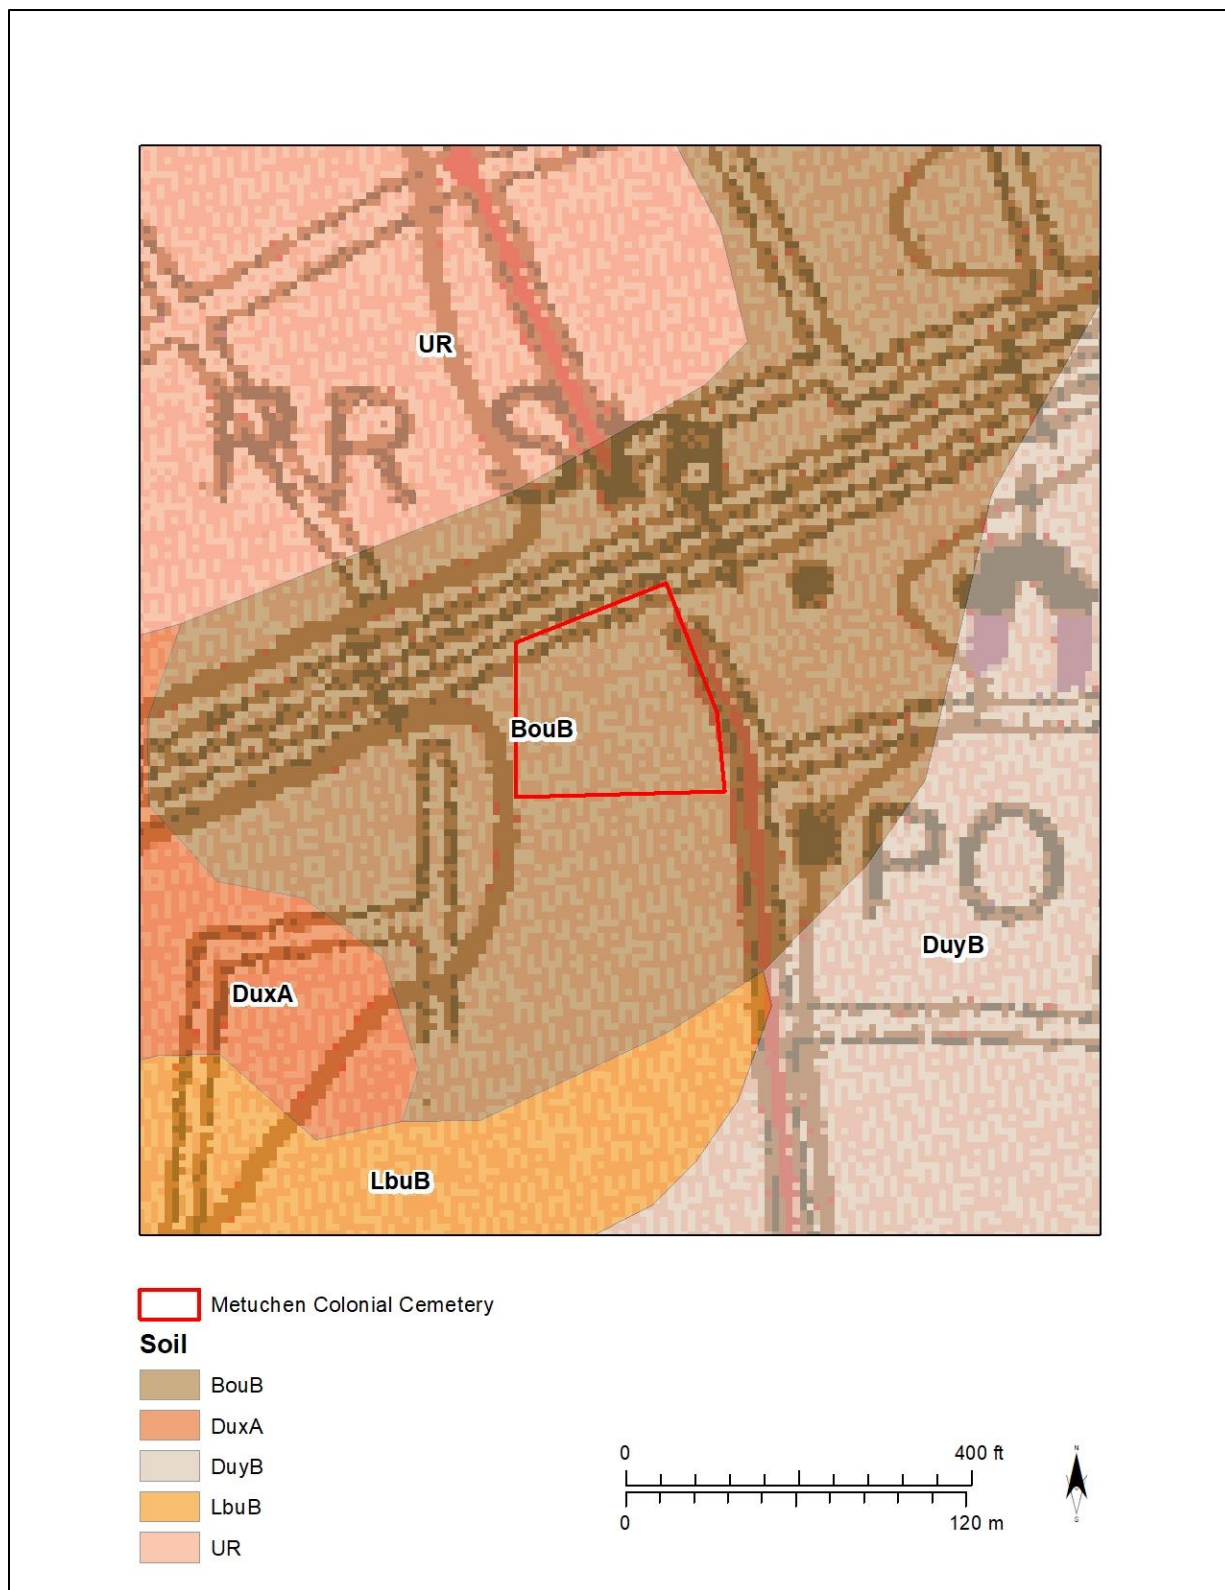 UR
RR Sta
BouB
PO
DuyB
DuxA
LbuB
Metuchen Colonial Cemetery
Soil
BouB
DuxA
DuyB
LbuB
UR
0 400 ft
0 120 m
N
S